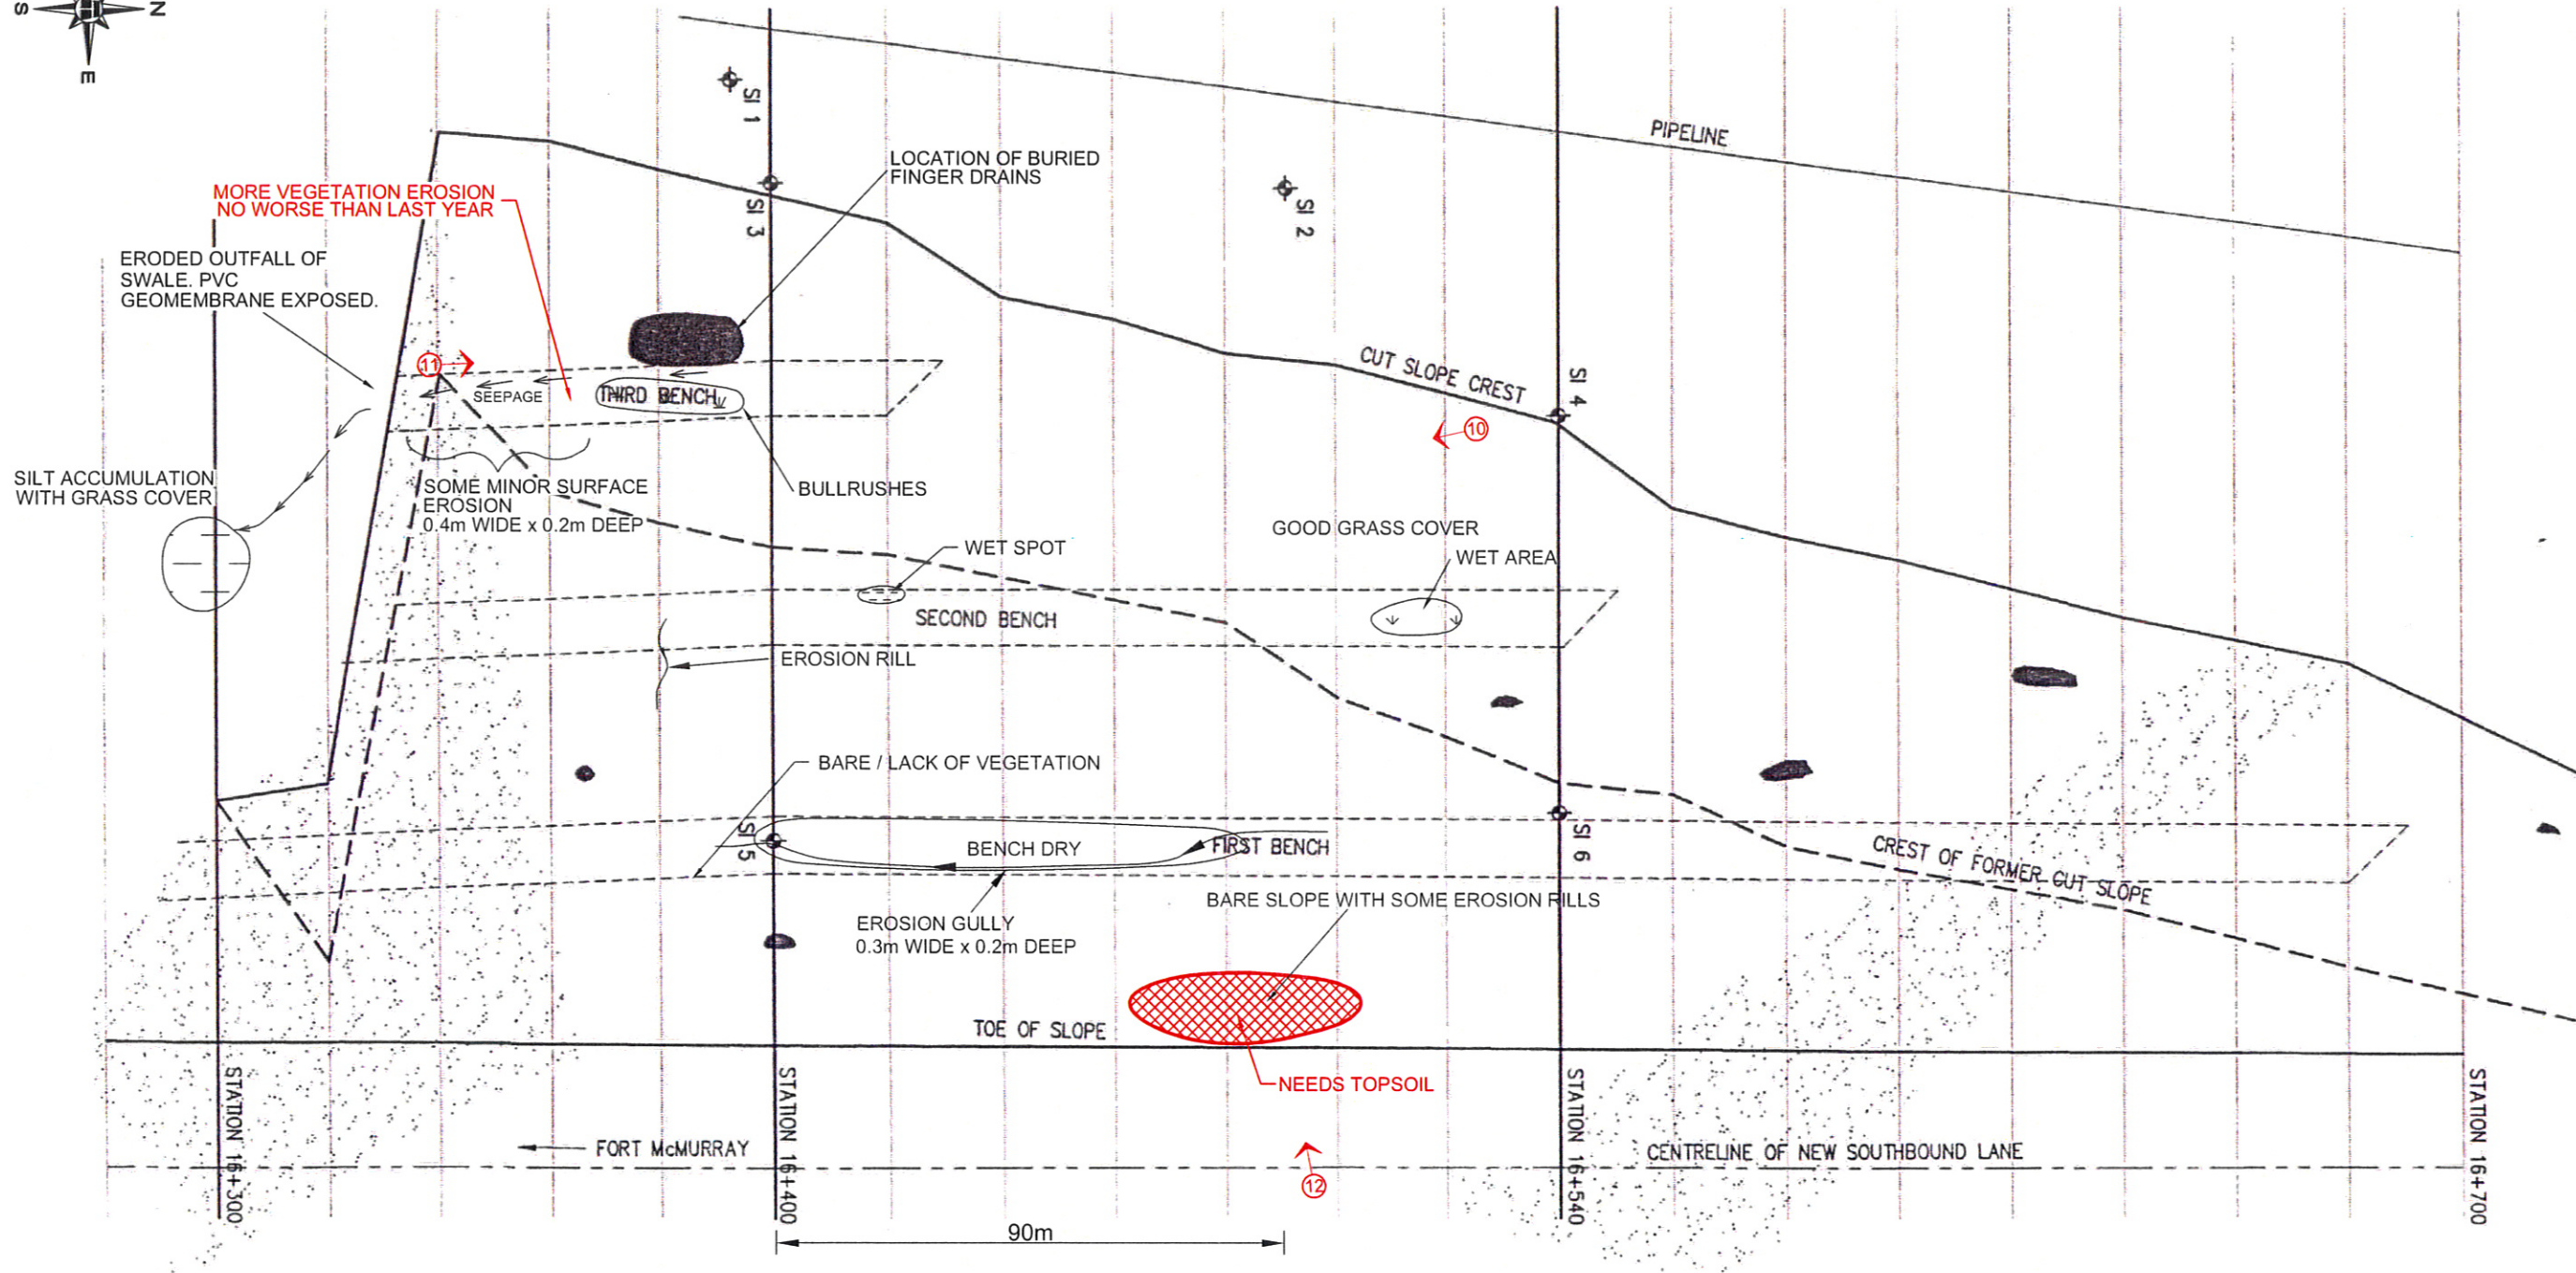 S
N
E
SI 1
PIPELINE
LOCATION OF BURIED
FINGER DRAINS
MORE VEGETATION EROSION
NO WORSE THAN LAST YEAR
SI 3
SI 2
ERODED OUTFALL OF
SWALE. PVC
GEOMEMBRANE EXPOSED.
CUT SLOPE CREST
SI 4
11
SEEPAGE
THIRD BENCH
10
SILT ACCUMULATION
WITH GRASS COVER
SOME MINOR SURFACE
EROSION
0.4m WIDE x 0.2m DEEP
BULLRUSHES
GOOD GRASS COVER
WET SPOT
WET AREA
SECOND BENCH
EROSION RILL
BARE / LACK OF VEGETATION
SI 5
BENCH DRY
FIRST BENCH
SI 6
CREST OF FORMER CUT SLOPE
EROSION GULLY
0.3m WIDE x 0.2m DEEP
BARE SLOPE WITH SOME EROSION RILLS
TOE OF SLOPE
NEEDS TOPSOIL
STATION 16+300
STATION 16+400
STATION 16+540
STATION 16+700
FORT McMURRAY
CENTRELINE OF NEW SOUTHBOUND LANE
12
90m